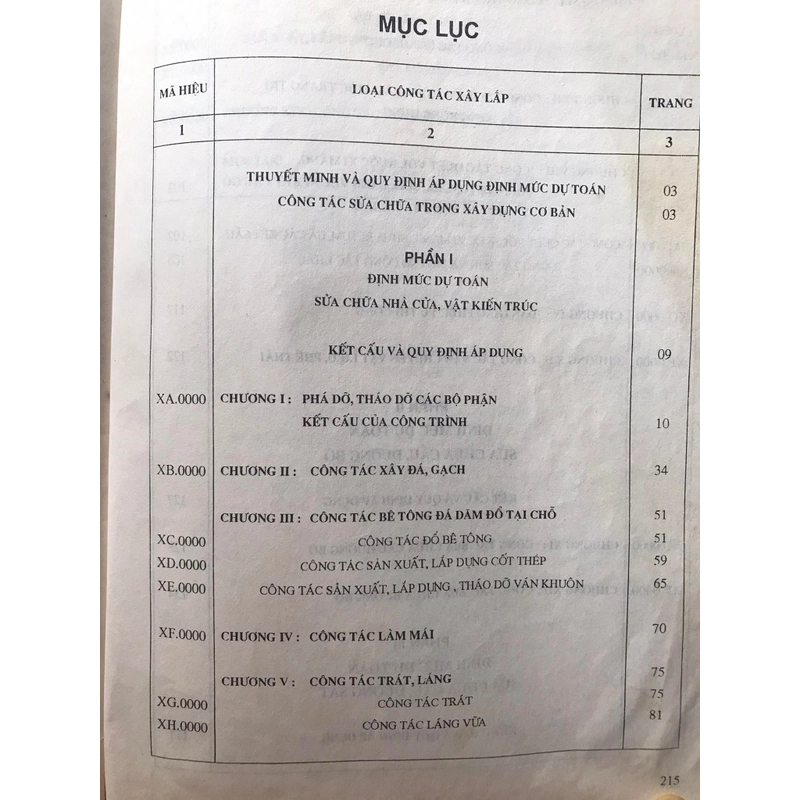 MỤC LỤC
MÃ HIỆU LOẠI CÔNG TÁC XÂY LẮP TRANG
1 2 3
THUYẾT MINH VÀ QUY ĐỊNH ÁP DỤNG ĐỊNH MỨC DỰ TOÁN 03
CÔNG TÁC SỬA CHỮA TRONG XÂY DỰNG CƠ BẢN 03
PHẦN I
ĐỊNH MỨC DỰ TOÁN
SỬA CHỮA NHÀ CỬA, VẬT KIẾN TRÚC
KẾT CẤU VÀ QUY ĐỊNH ÁP DỤNG 09
XA.0000 CHƯƠNG I : PHÁ DỠ, THÁO DỠ CÁC BỘ PHẬN
KẾT CẤU CỦA CÔNG TRÌNH 10
XB.0000 CHƯƠNG II : CÔNG TÁC XÂY ĐÁ, GẠCH 34
CHƯƠNG III : CÔNG TÁC BÊ TÔNG ĐÁ DĂM ĐỔ TẠI CHỖ 51
XC.0000 CÔNG TÁC ĐỔ BÊ TÔNG 51
XD.0000 CÔNG TÁC SẢN XUẤT, LẮP DỰNG CỐT THÉP 59
XE.0000 CÔNG TÁC SẢN XUẤT, LẮP DỰNG , THÁO DỠ VÁN KHUÔN 65
XF.0000 CHƯƠNG IV : CÔNG TÁC LÀM MÁI 70
CHƯƠNG V : CÔNG TÁC TRÁT, LÁNG 75
XG.0000 CÔNG TÁC TRÁT 75
XH.0000 CÔNG TÁC LÁNG VỮA 81
215